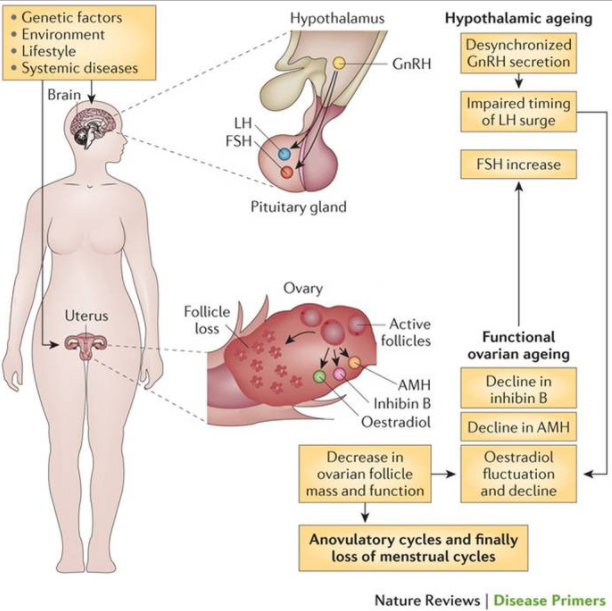 • Genetic factors
• Environment
• Lifestyle
• Systemic diseases
Brain
Hypothalamus
GnRH
LH
FSH
Pituitary gland
Hypothalamic ageing
Desynchronized
GnRH secretion
Impaired timing
of LH surge
FSH increase
Uterus
Ovary
Follicle
loss
Active
follicles
AMH
Inhibin B
Oestradiol
Functional
ovarian ageing
Decline in
inhibin B
Decline in AMH
Oestradiol
fluctuation
and decline
Decrease in
ovarian follicle
mass and function
Anovulatory cycles and finally
loss of menstrual cycles
Nature Reviews | Disease Primers